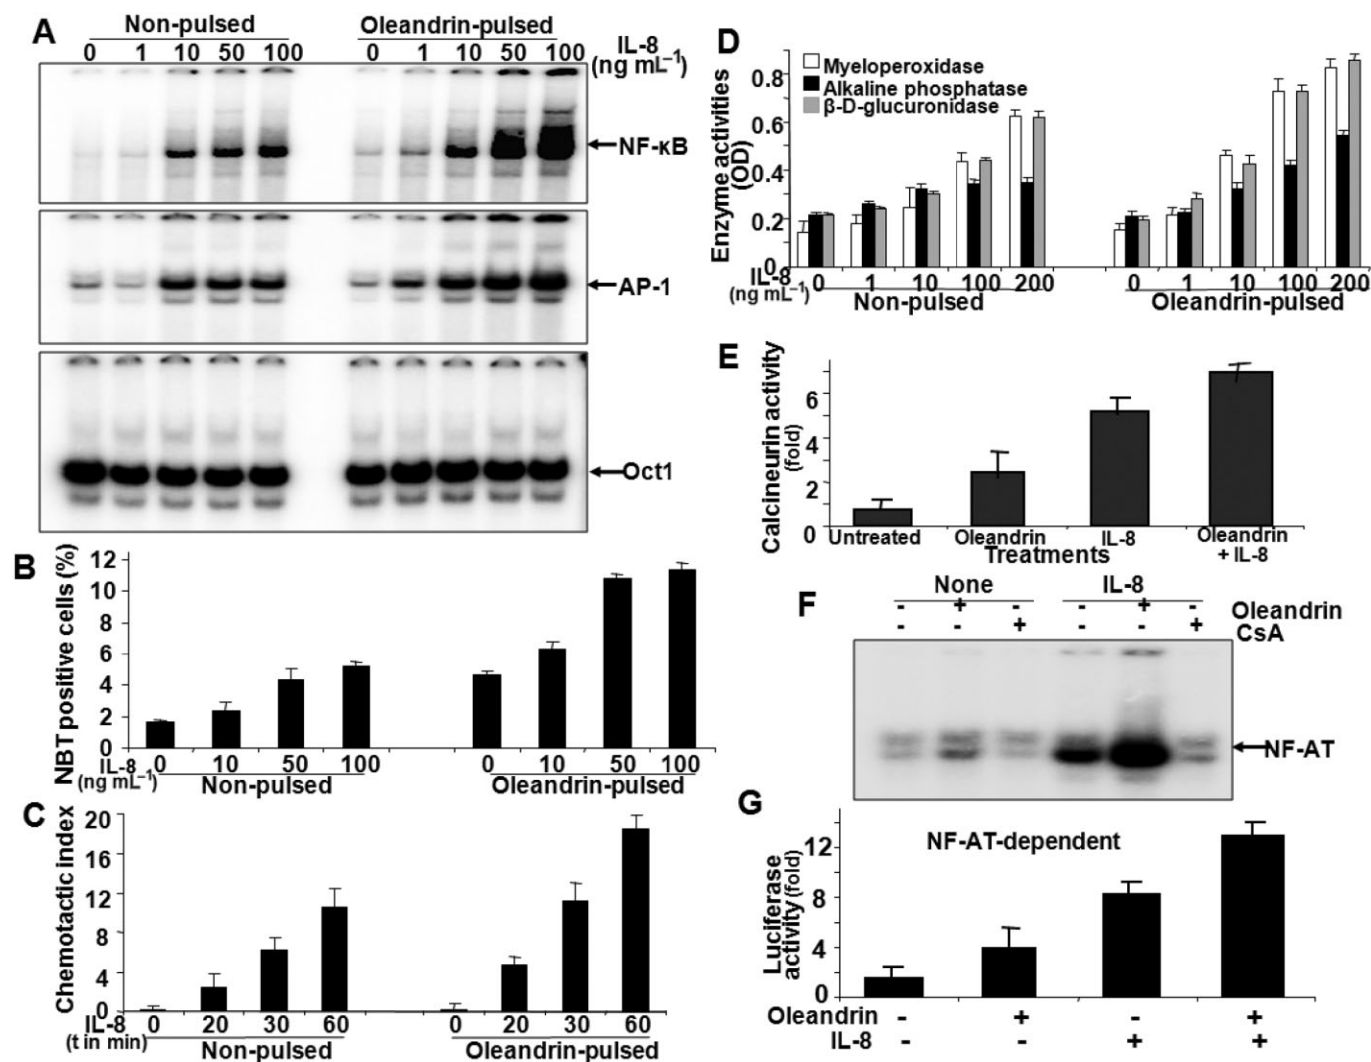 A
Non-pulsed
Oleandrin-pulsed
0 1 10 50 100 0 1 10 50 100
IL-8
(ng mL⁻¹)
NF-κB
AP-1
Oct1
B
NBT positive cells (%)
12
10
8
6
4
2
0
IL-8 0 10 50 100 0 10 50 100
(ng mL⁻¹)
Non-pulsed
Oleandrin-pulsed
C
Chemotactic index
20
16
12
8
4
0
IL-8 0 20 30 60 0 20 30 60
(t in min)
Non-pulsed
Oleandrin-pulsed
D
Enzyme activities
(OD)
0.8
0.6
0.4
0.2
0
Myeloperoxidase
Alkaline phosphatase
β-D-glucuronidase
IL-8 0 1 10 100 200 0 1 10 100 200
(ng mL⁻¹)
Non-pulsed
Oleandrin-pulsed
E
Calcineurin activity
(fold)
6
4
2
0
Untreated Oleandrin IL-8 Oleandrin
+ IL-8
Treatments
F
None
IL-8
- + - - + - Oleandrin
- - + - - + CsA
NF-AT
G
NF-AT-dependent
Luciferase
activity (fold)
12
8
4
0
Oleandrin - + - +
IL-8 - - + +